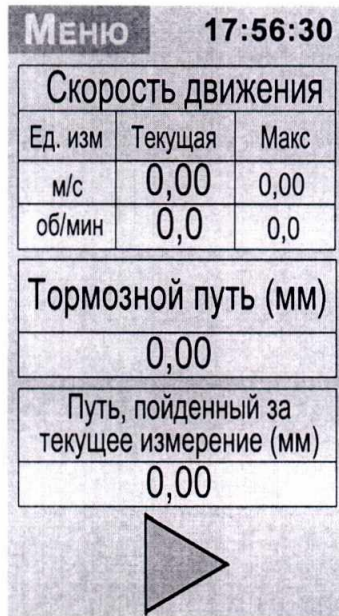 Меню 17:56:30
Скорость движения
Ед. изм Текущая Макс
м/с 0,00 0,00
об/мин 0,0 0,0
Тормозной путь (мм)
0,00
Путь, пойденный за
текущее измерение (мм)
0,00